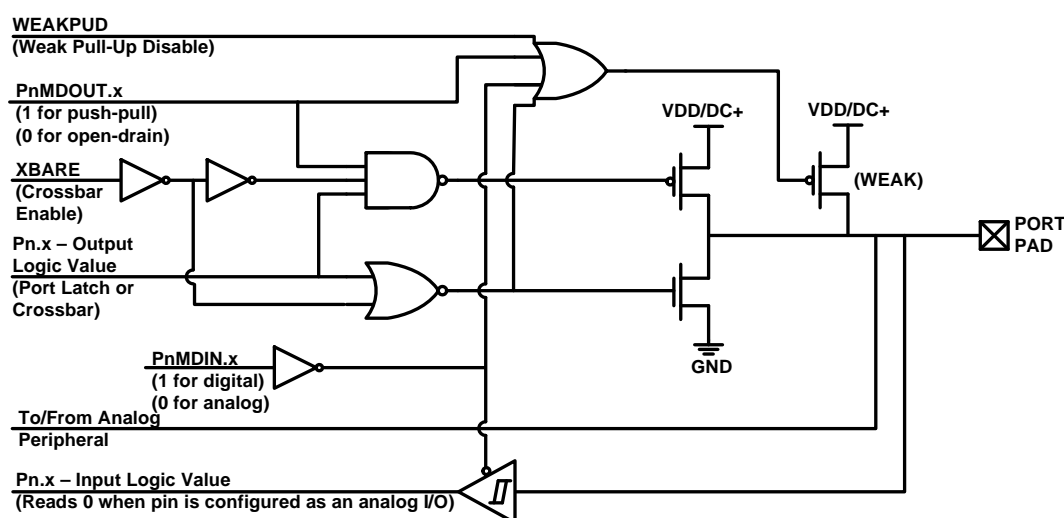 WEAKPUD
(Weak Pull-Up Disable)
PnMDOUT.x
(1 for push-pull)
(0 for open-drain)
XBARE
(Crossbar
Enable)
Pn.x – Output
Logic Value
(Port Latch or
Crossbar)
PnMDIN.x
(1 for digital)
(0 for analog)
To/From Analog
Peripheral
Pn.x – Input Logic Value
(Reads 0 when pin is configured as an analog I/O)
VDD/DC+
VDD/DC+
(WEAK)
PORT
PAD
GND